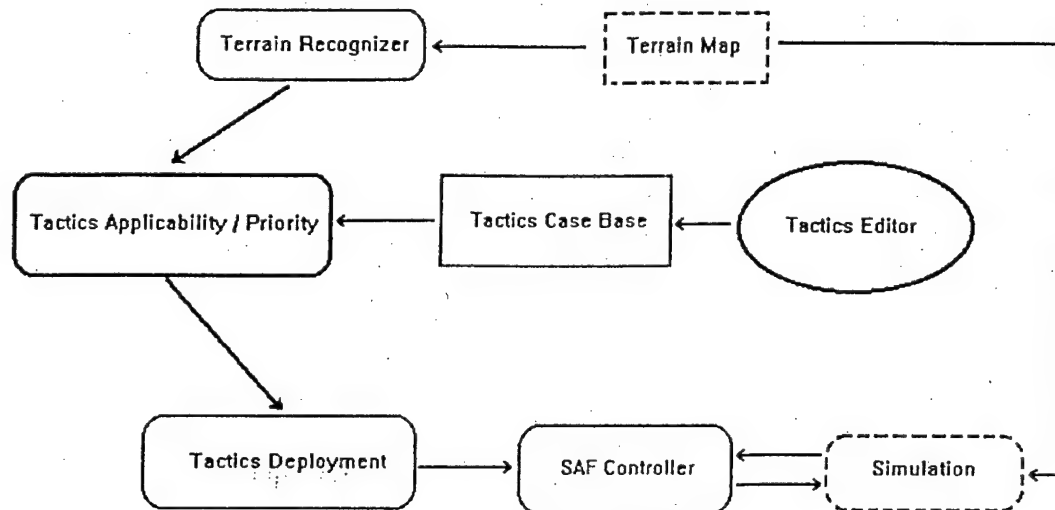 Terrain Recognizer
Terrain Map
Tactics Applicability / Priority
Tactics Case Base
Tactics Editor
Tactics Deployment
SAF Controller
Simulation